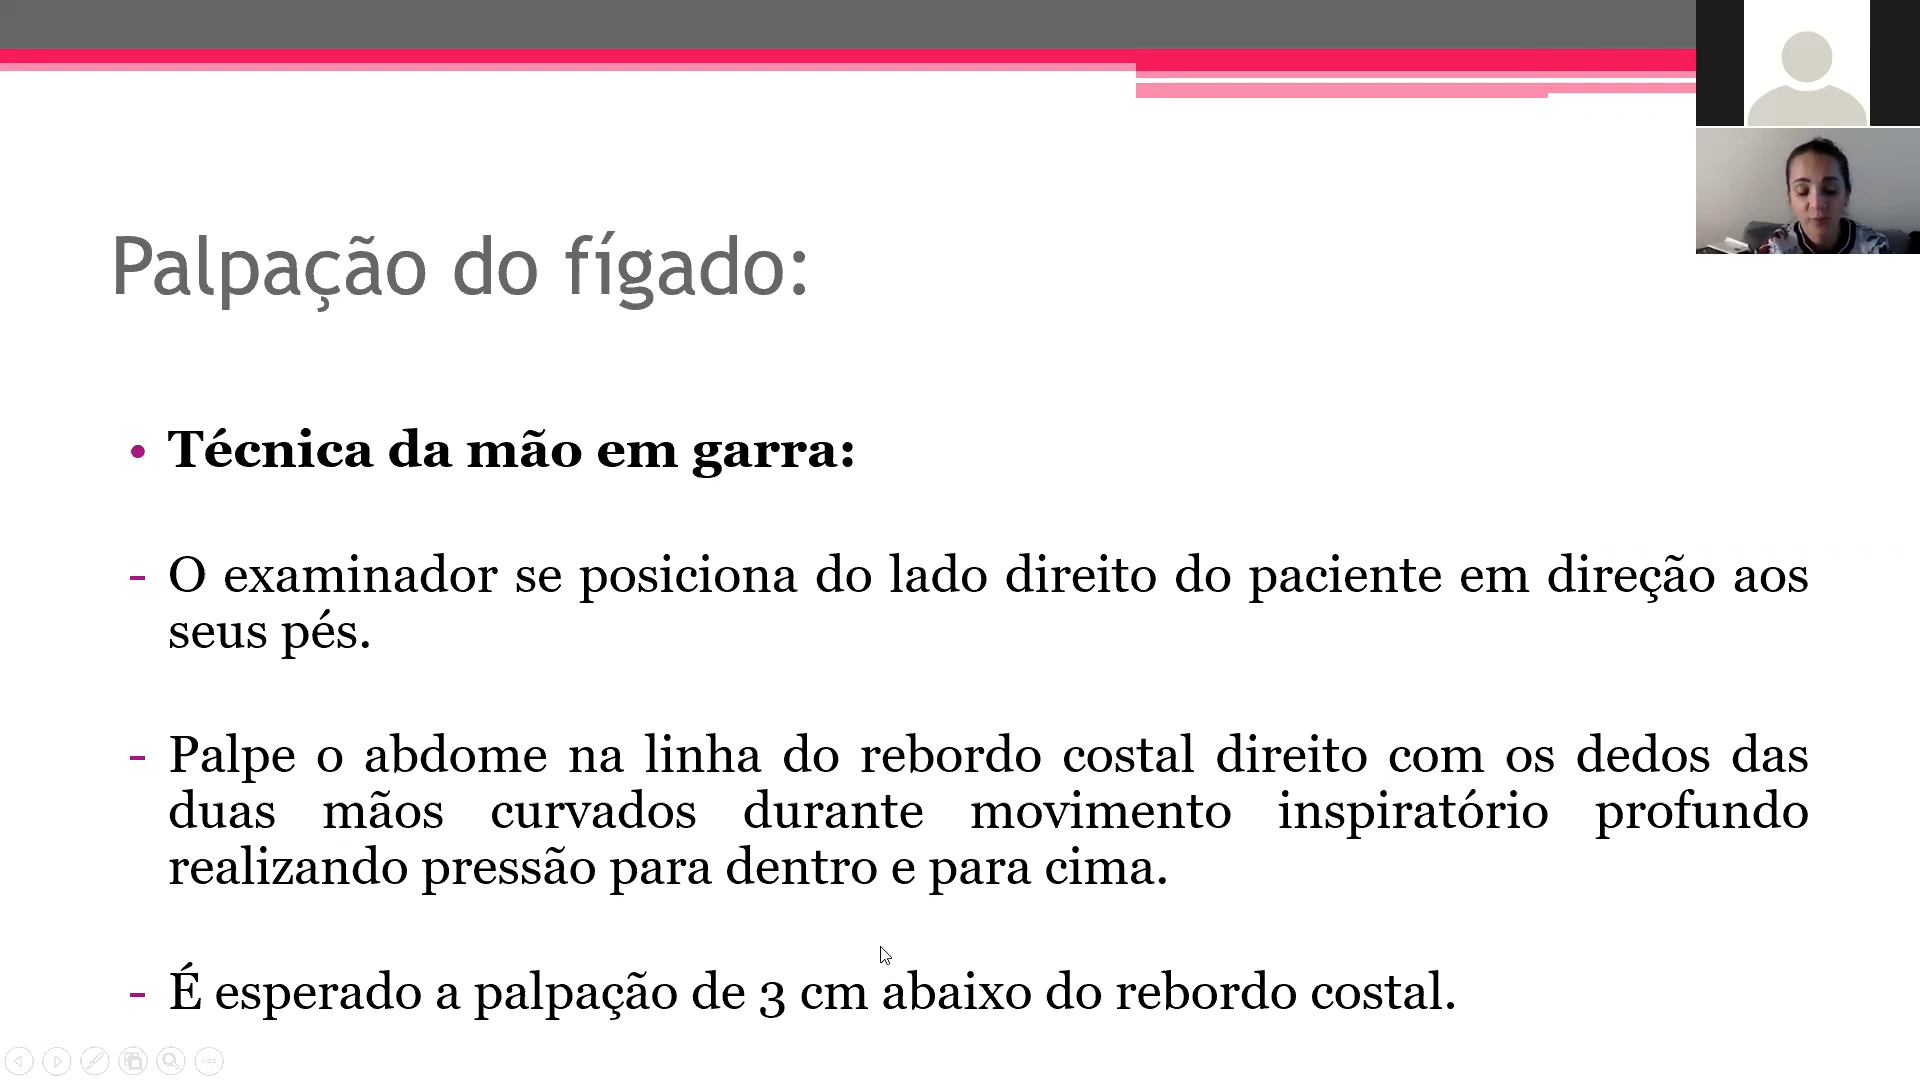 Palpação do fígado:
• Técnica da mão em garra:
- O examinador se posiciona do lado direito do paciente em direção aos
seus pés.
- Palpe o abdome na linha do rebordo costal direito com os dedos das
duas mãos curvados durante movimento inspiratório profundo
realizando pressão para dentro e para cima.
- É esperado a palpação de 3 cm abaixo do rebordo costal.